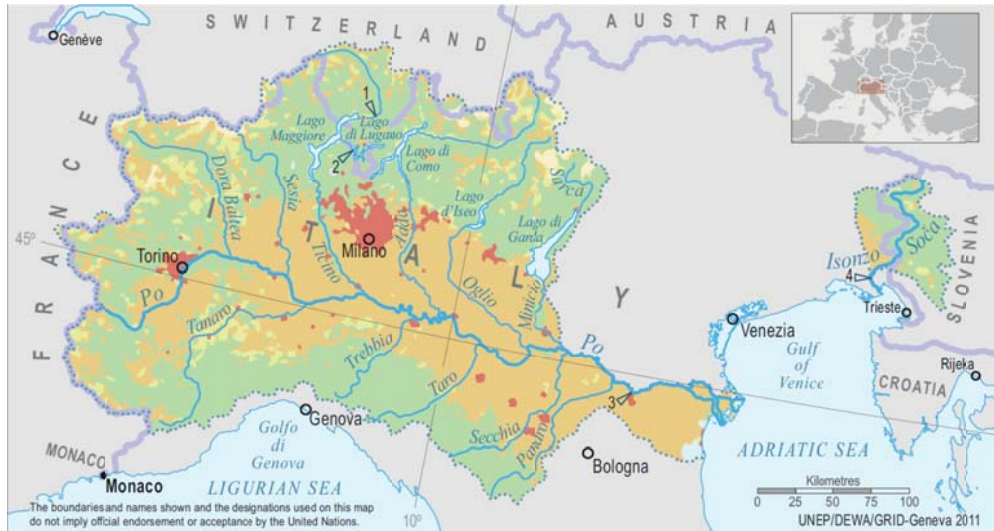 SWITZERLAND
AUSTRIA
Genève
FRANCE
ITALY
1
Lago Maggiore
Lago di Lugano
2
Lago di Como
Sarca
Lago d'Iseo
Lago di Garda
Dora Baltea
Sesia
Ticino
Adda
Oglio
Mincio
45°
Torino
Milano
Po
Tanaro
Trebbia
Taro
Po
Isonzo
Soca
4
SLOVENIA
Trieste
Venezia
Gulf of Venice
Rijeka
CROATIA
3
Secchia
Panaro
Genova
Golfo di Genova
Bologna
ADRIATIC SEA
MONACO
Monaco
LIGURIAN SEA
10°
Kilometres
0 25 50 75 100
The boundaries and names shown and the designations used on this map
do not imply official endorsement or acceptance by the United Nations.
UNEP/DEWA/GRID-Geneva 2011